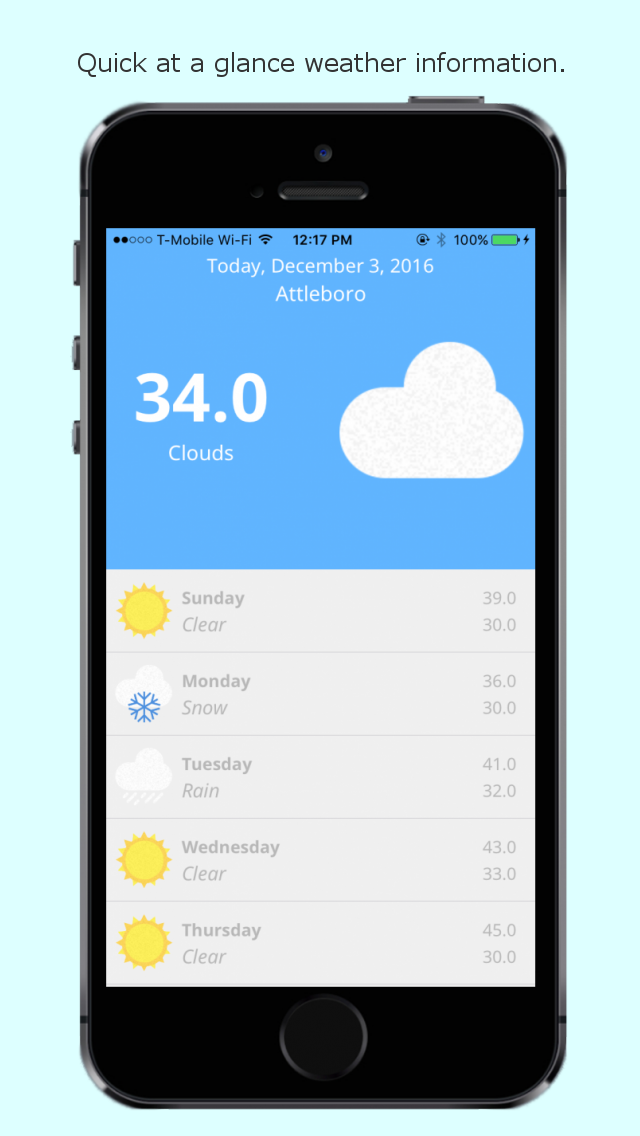 Quick at a glance weather information.
T-Mobile Wi-Fi 12:17 PM 100%
Today, December 3, 2016
Attleboro
34.0
Clouds
Sunday 39.0
Clear 30.0
Monday 36.0
Snow 30.0
Tuesday 41.0
Rain 32.0
Wednesday 43.0
Clear 33.0
Thursday 45.0
Clear 30.0